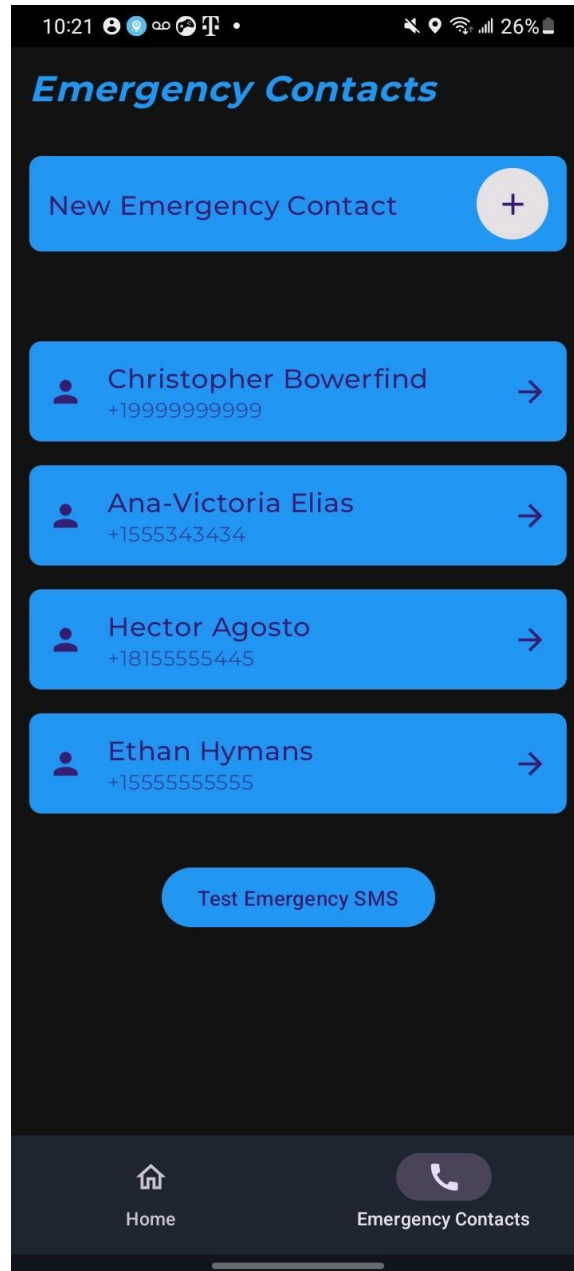 10:21 26%
Emergency Contacts
New Emergency Contact
Christopher Bowerfind
+19999999999
Ana-Victoria Elias
+1555343434
Hector Agosto
+18155555445
Ethan Hymans
+15555555555
Test Emergency SMS
Home Emergency Contacts